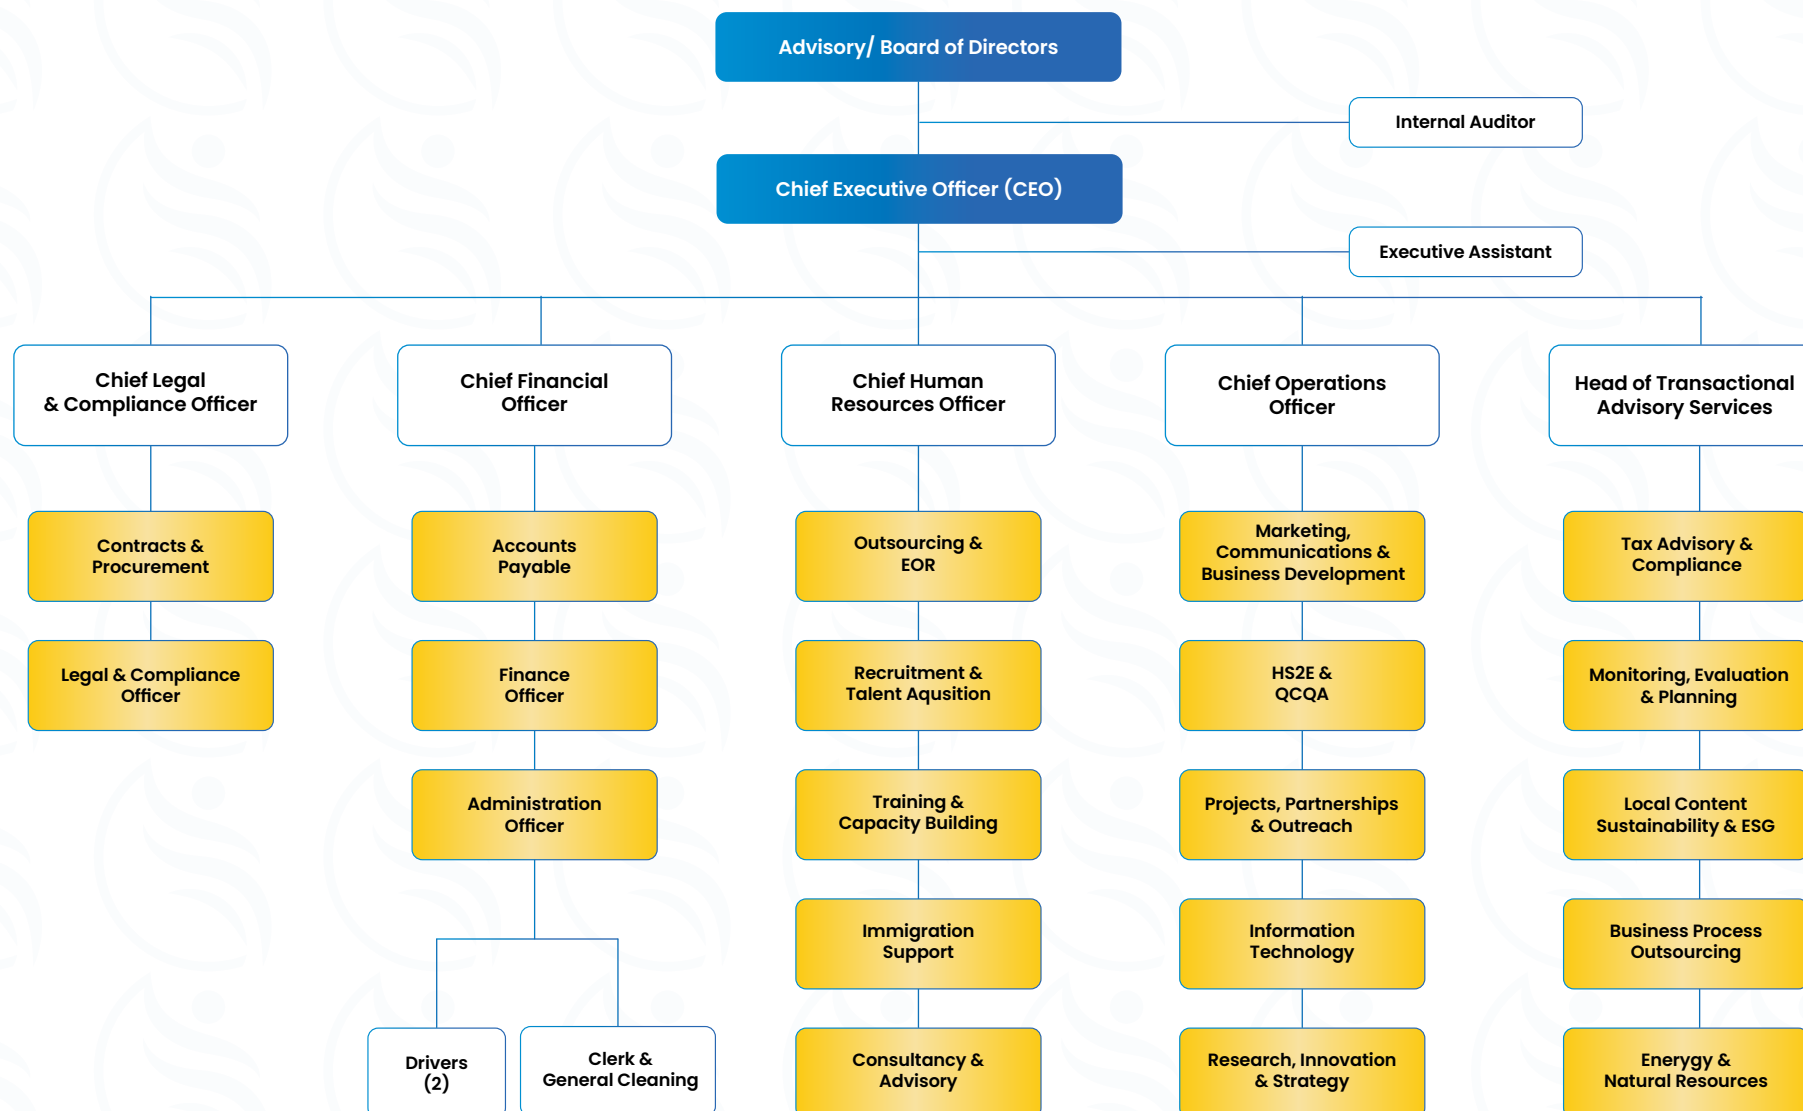 Advisory/ Board of Directors
Internal Auditor
Chief Executive Officer (CEO)
Executive Assistant
Chief Legal
& Compliance Officer
Chief Financial
Officer
Chief Human
Resources Officer
Chief Operations
Officer
Head of Transactional
Advisory Services
Contracts &
Procurement
Accounts
Payable
Outsourcing &
EOR
Marketing,
Communications &
Business Development
Tax Advisory &
Compliance
Legal & Compliance
Officer
Finance
Officer
Recruitment &
Talent Aqusition
HS2E &
QCQA
Monitoring, Evaluation
& Planning
Administration
Officer
Training &
Capacity Building
Projects, Partnerships
& Outreach
Local Content
Sustainability & ESG
Immigration
Support
Information
Technology
Business Process
Outsourcing
Drivers
(2)
Clerk &
General Cleaning
Consultancy &
Advisory
Research, Innovation
& Strategy
Enerygy &
Natural Resources